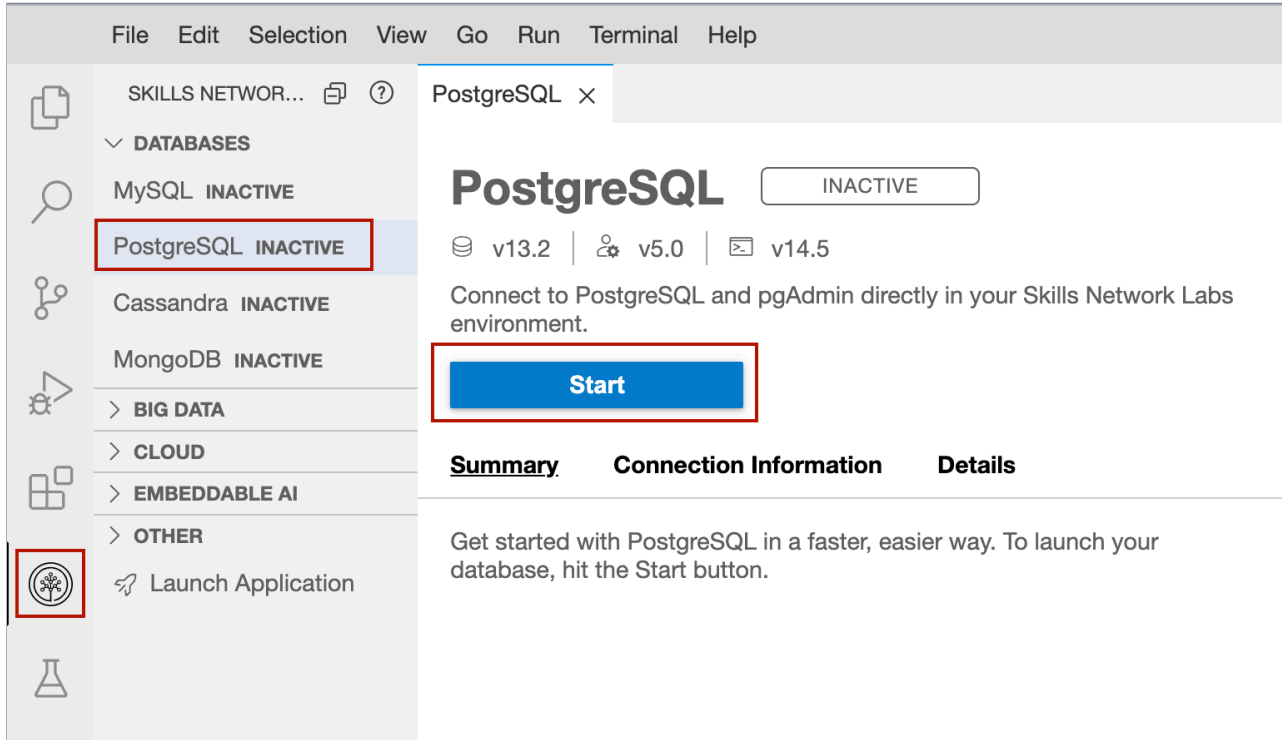 File Edit Selection View Go Run Terminal Help
SKILLS NETWOR...
DATABASES
MySQL INACTIVE
PostgreSQL INACTIVE
Cassandra INACTIVE
MongoDB INACTIVE
BIG DATA
CLOUD
EMBEDDABLE AI
OTHER
Launch Application
PostgreSQL
PostgreSQL INACTIVE
v13.2 v5.0 v14.5
Connect to PostgreSQL and pgAdmin directly in your Skills Network Labs
environment.
Start
Summary Connection Information Details
Get started with PostgreSQL in a faster, easier way. To launch your
database, hit the Start button.